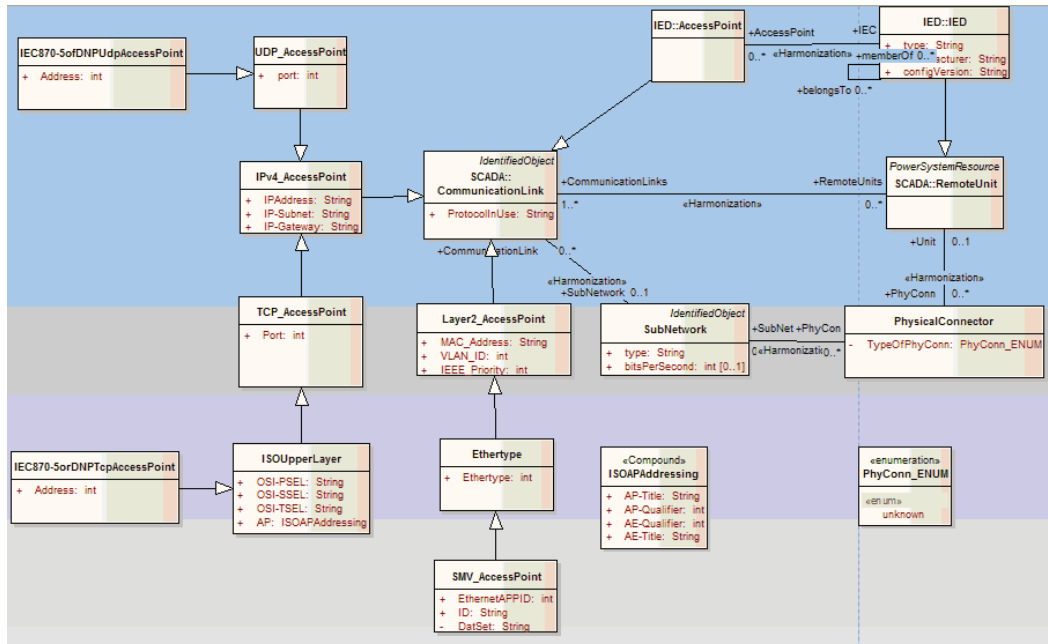 IEC870-5ofDNPUdpAccessPoint
+ Address: int
UDP_AccessPoint
+ port: int
IED::AccessPoint
+AccessPoint
0..*
«Harmonization»
+IEC
IED::IED
+ type: String
+memberOf 0..*
acturer: String
+ configVersion: String
+belongsTo 0..*
IPv4_AccessPoint
+ IPAddress: String
+ IP-Subnet: String
+ IP-Gateway: String
IdentifiedObject
SCADA::
CommunicationLink
+ ProtocolInUse: String
+CommunicationLinks
1..*
«Harmonization»
+RemoteUnits
0..*
PowerSystemResource
SCADA::RemoteUnit
+CommunicationLink
0..*
«Harmonization»
+SubNetwork 0..1
+Unit 0..1
«Harmonization»
+PhyConn 0..*
TCP_AccessPoint
+ Port: int
Layer2_AccessPoint
+ MAC_Address: String
+ VLAN_ID: int
+ IEEE_Priority: int
IdentifiedObject
SubNetwork
+ type: String
+ bitsPerSecond: int [0..1]
+SubNet +PhyCon
«Harmonizatio 0..*
PhysicalConnector
- TypeOfPhyConn: PhyConn_ENUM
IEC870-5orDNPTcpAccessPoint
+ Address: int
ISOUpperLayer
+ OSI-PSEL: String
+ OSI-SSEL: String
+ OSI-TSEL: String
+ AP: ISOAPAddressing
Ethertype
+ Ethertype: int
«Compound»
ISOAPAddressing
+ AP-Title: String
+ AP-Qualifier: int
+ AE-Qualifier: int
+ AE-Title: String
«enumeration»
PhyConn_ENUM
«enum»
unknown
SMV_AccessPoint
+ EthernetAPPID: int
+ ID: String
- DatSet: String